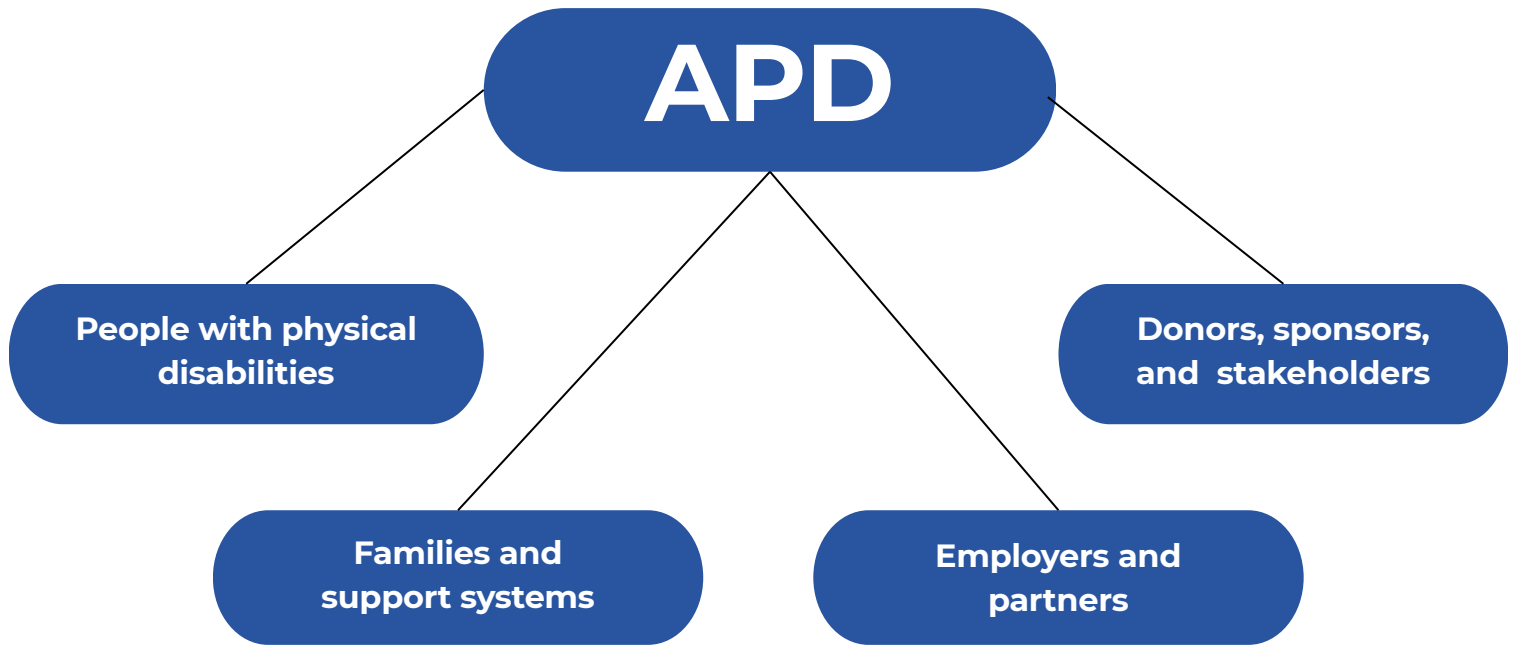 APD
People with physical
disabilities
Donors, sponsors,
and  stakeholders
Families and
support systems
Employers and
partners